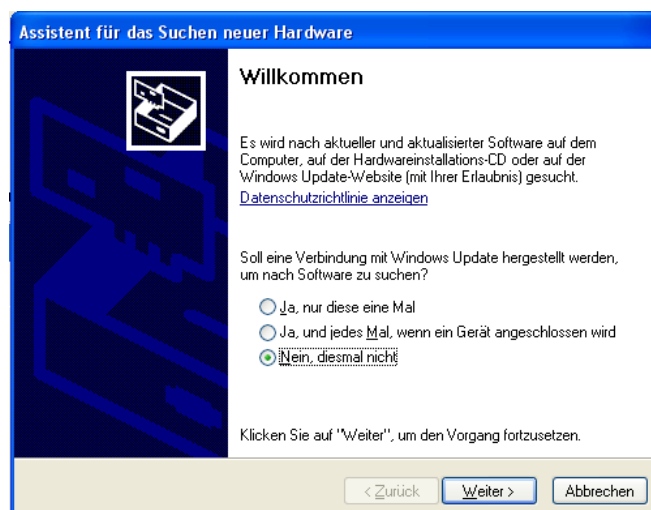 Assistent für das Suchen neuer Hardware
Willkommen
Es wird nach aktueller und aktualisierter Software auf dem
Computer, auf der Hardwareinstallations-CD oder auf der
Windows Update-Website (mit Ihrer Erlaubnis) gesucht.
Datenschutzrichtlinie anzeigen
Soll eine Verbindung mit Windows Update hergestellt werden,
um nach Software zu suchen?
Ja, nur diese eine Mal
Ja, und jedes Mal, wenn ein Gerät angeschlossen wird
Nein, diesmal nicht
Klicken Sie auf "Weiter", um den Vorgang fortzusetzen.
< Zurück Weiter > Abbrechen